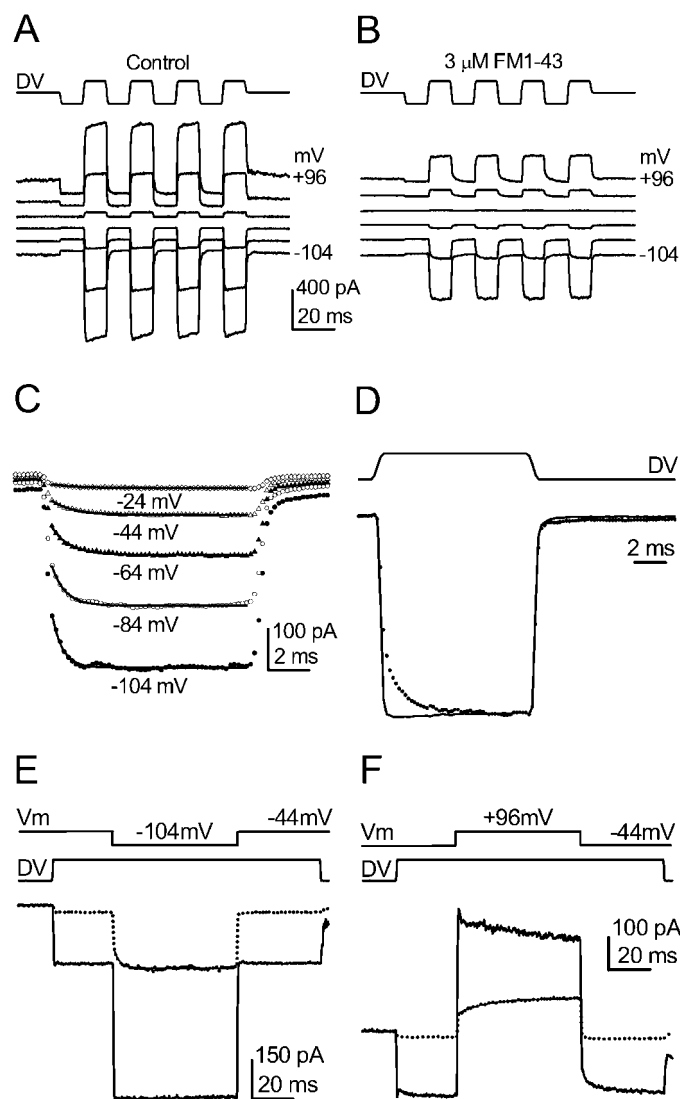 A
Control
DV
mV
+96
-104
400 pA
20 ms
B
3 μM FM1-43
DV
mV
+96
-104
C
-24 mV
-44 mV
-64 mV
-84 mV
-104 mV
100 pA
2 ms
D
DV
2 ms
E
Vm
-104mV
-44mV
DV
150 pA
20 ms
F
Vm
+96mV
-44mV
DV
100 pA
20 ms